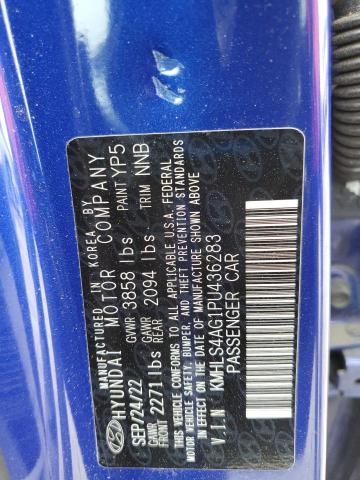 MANUFACTURED IN KOREA BY
HYUNDAI MOTOR COMPANY
SEP/24/22 GVWR 3858 lbs PAINT YP5
GAWR FRONT 2271 lbs GAWR REAR 2094 lbs TRIM NNB
THIS VEHICLE CONFORMS TO ALL APPLICABLE U.S.A. FEDERAL
MOTOR VEHICLE SAFETY, BUMPER, AND THEFT PREVENTION STANDARDS
IN EFFECT ON THE DATE OF MANUFACTURE SHOWN ABOVE.
V.I.N : KMHLS4AG1PU436283
PASSENGER CAR